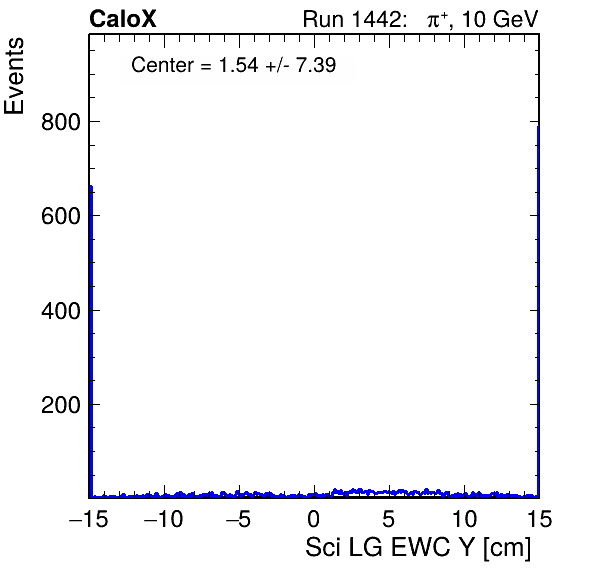 CaloX
Run 1442: π⁺, 10 GeV
Center = 1.54 +/- 7.39
Events
800
600
400
200
−15 −10 −5 0 5 10 15
Sci LG EWC Y [cm]